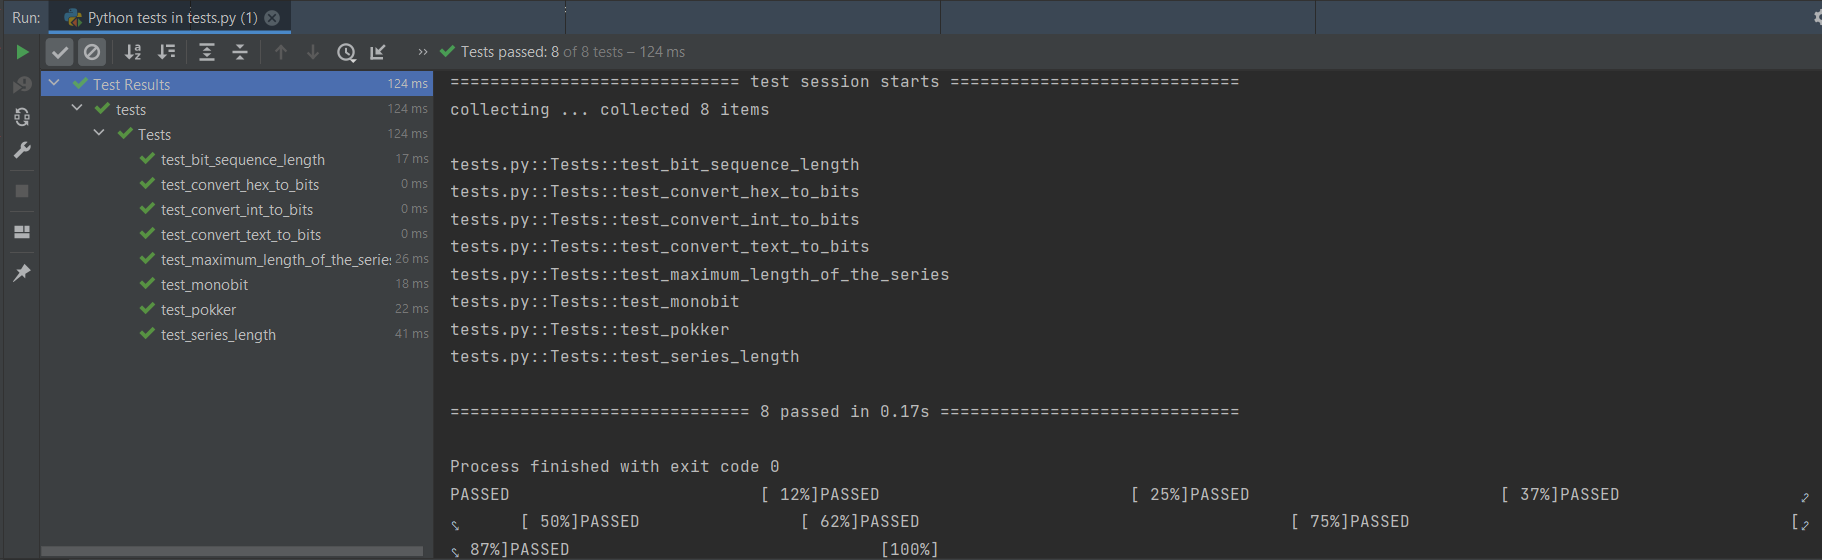 Run: Python tests in tests.py (1)
Tests passed: 8 of 8 tests – 124 ms
Test Results 124 ms
tests 124 ms
Tests 124 ms
test_bit_sequence_length 17 ms
test_convert_hex_to_bits 0 ms
test_convert_int_to_bits 0 ms
test_convert_text_to_bits 0 ms
test_maximum_length_of_the_series 26 ms
test_monobit 18 ms
test_pokker 22 ms
test_series_length 41 ms
============================= test session starts =============================
collecting ... collected 8 items
tests.py::Tests::test_bit_sequence_length
tests.py::Tests::test_convert_hex_to_bits
tests.py::Tests::test_convert_int_to_bits
tests.py::Tests::test_convert_text_to_bits
tests.py::Tests::test_maximum_length_of_the_series
tests.py::Tests::test_monobit
tests.py::Tests::test_pokker
tests.py::Tests::test_series_length
============================== 8 passed in 0.17s ==============================
Process finished with exit code 0
PASSED [ 12%]PASSED [ 25%]PASSED [ 37%]PASSED
[ 50%]PASSED [ 62%]PASSED [ 75%]PASSED [
87%]PASSED [100%]